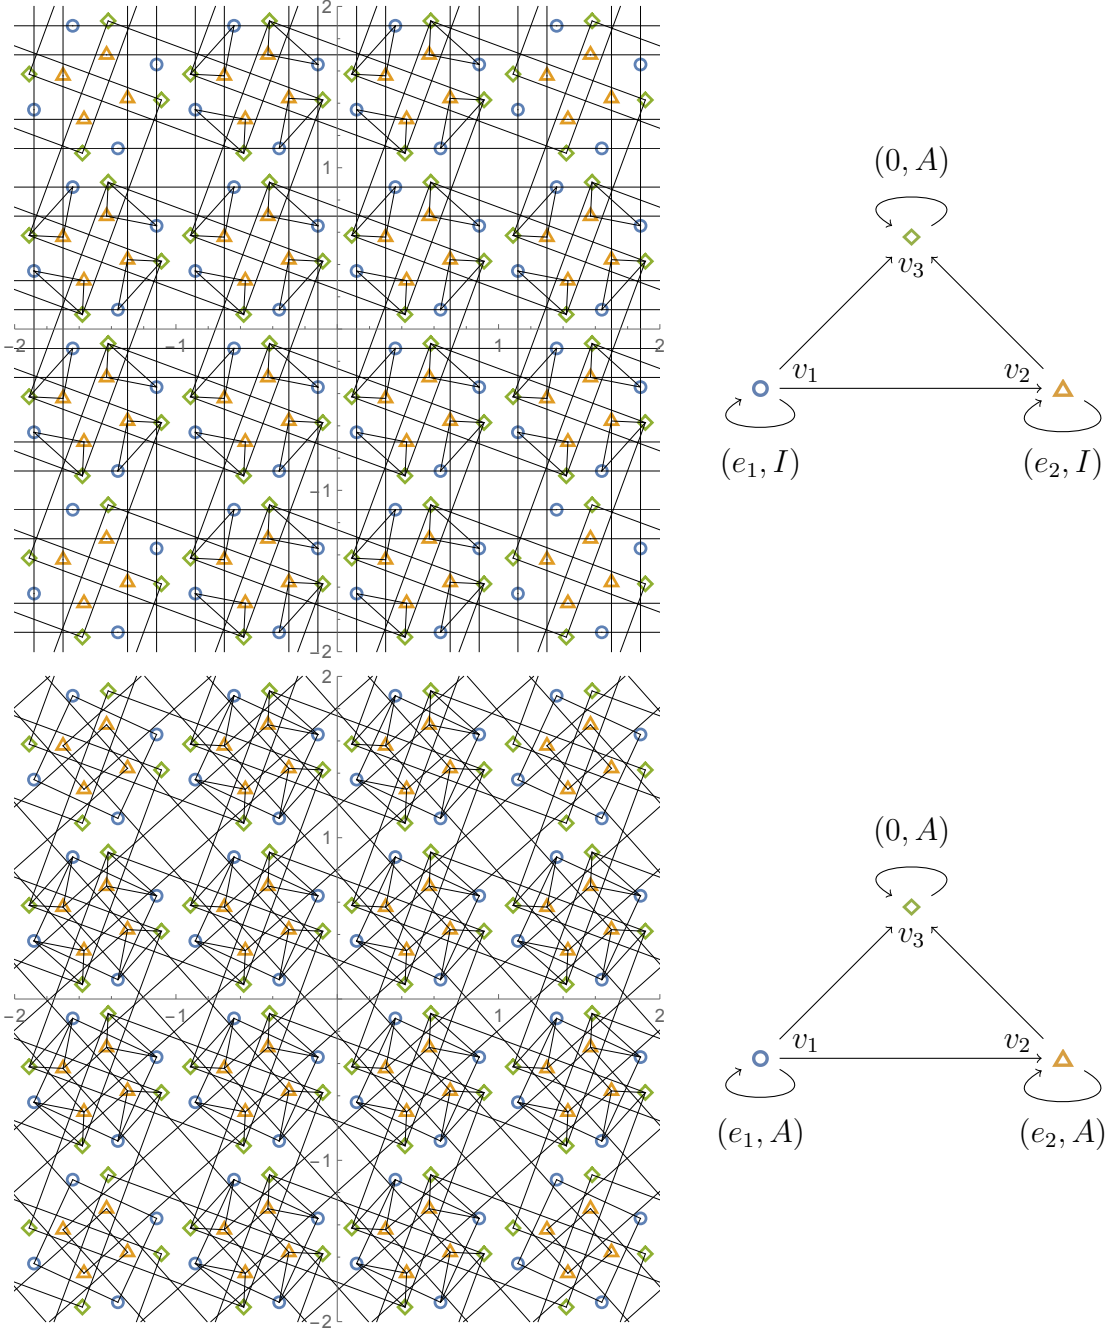 2
1
−2
−1
1
2
−1
−2
(0, A)
v₃
v₁
v₂
(e₁, I)
(e₂, I)
2
1
−2
−1
1
2
−1
−2
(0, A)
v₃
v₁
v₂
(e₁, A)
(e₂, A)